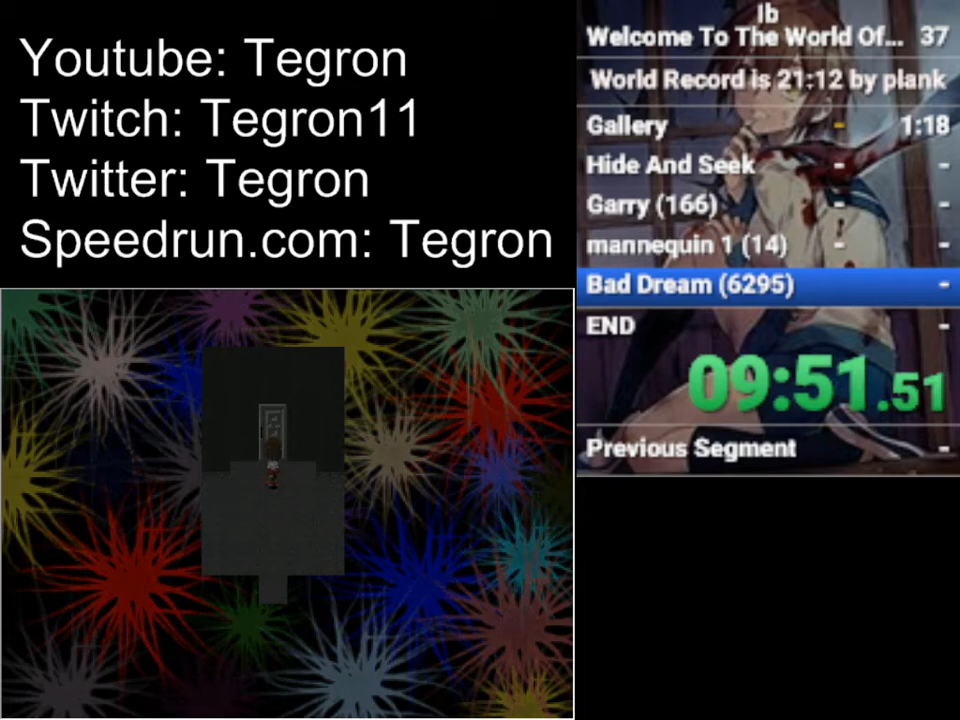 Youtube: Tegron
Twitch: Tegron11
Twitter: Tegron
Speedrun.com: Tegron
Ib
Welcome To The World Of... 37
World Record is 21:12 by plank
Gallery - 1:18
Hide And Seek - -
Garry (166) - -
mannequin 1 (14) - -
Bad Dream (6295) -
END -
09:51.51
Previous Segment -